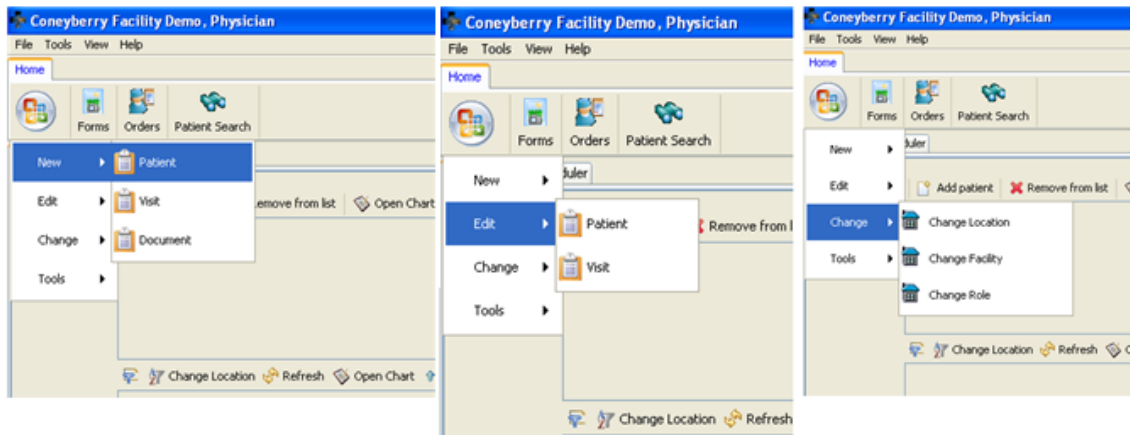 Coneyberry Facility Demo, Physician
File Tools View Help
Home
Forms Orders Patient Search
New Patient
Edit Visit
emove from list Open Chart
Change Document
Tools
Change Location Refresh Open Chart
Coneyberry Facility Demo, Physician
File Tools View Help
Home
Forms Orders Patient Search
New
duler
Edit Patient
Remove from l
Change Visit
Tools
Change Location Refresh
Coneyberry Facility Demo, Physician
File Tools View Help
Home
Forms Orders Patient Search
New
duler
Edit
Add patient Remove from list
Change Change Location
Tools Change Facility
Change Role
Change Location Refresh